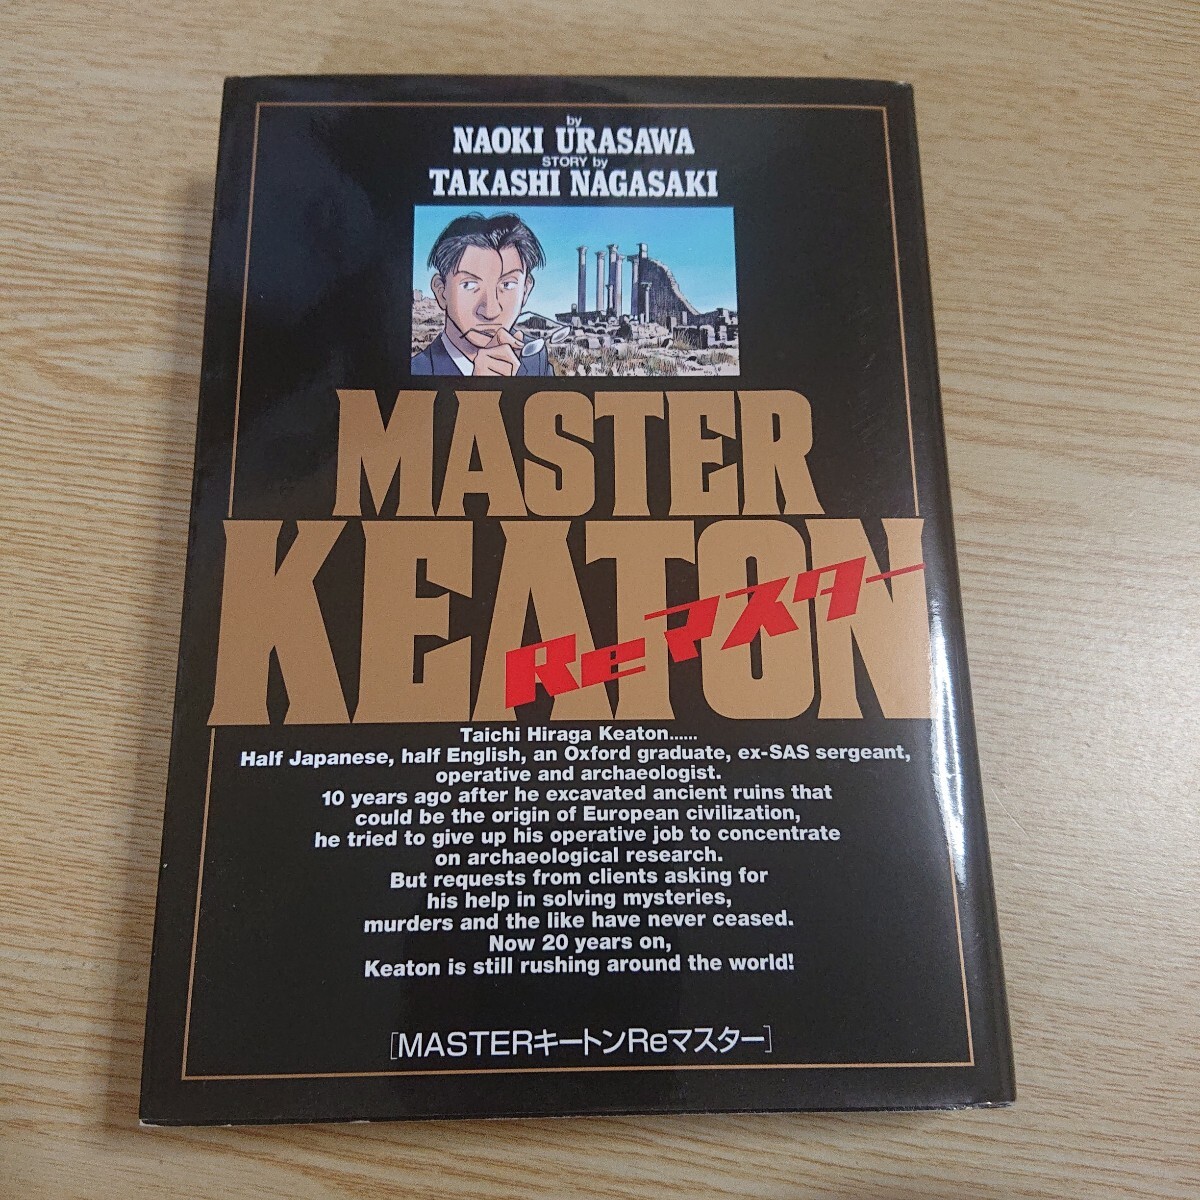 by
NAOKI URASAWA
STORY by
TAKASHI NAGASAKI
MASTER
KEATON
Reマスター
Taichi Hiraga Keaton......
Half Japanese, half English, an Oxford graduate, ex-SAS sergeant,
operative and archaeologist.
10 years ago after he excavated ancient ruins that
could be the origin of European civilization,
he tried to give up his operative job to concentrate
on archaeological research.
But requests from clients asking for
his help in solving mysteries,
murders and the like have never ceased.
Now 20 years on,
Keaton is still rushing around the world!
[MASTERキートンReマスター]